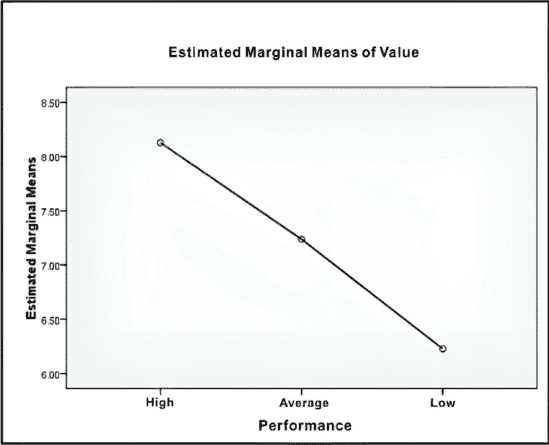 Estimated Marginal Means of Value
Estimated Marginal Means
8.50
8.00
7.50
7.00
6.50
6.00
High Average Low
Performance